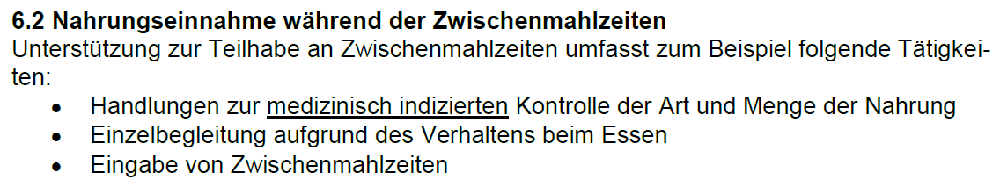 6.2 Nahrungseinnahme während der Zwischenmahlzeiten
Unterstützung zur Teilhabe an Zwischenmahlzeiten umfasst zum Beispiel folgende Tätigkei-
ten:
• Handlungen zur medizinisch indizierten Kontrolle der Art und Menge der Nahrung
• Einzelbegleitung aufgrund des Verhaltens beim Essen
• Eingabe von Zwischenmahlzeiten